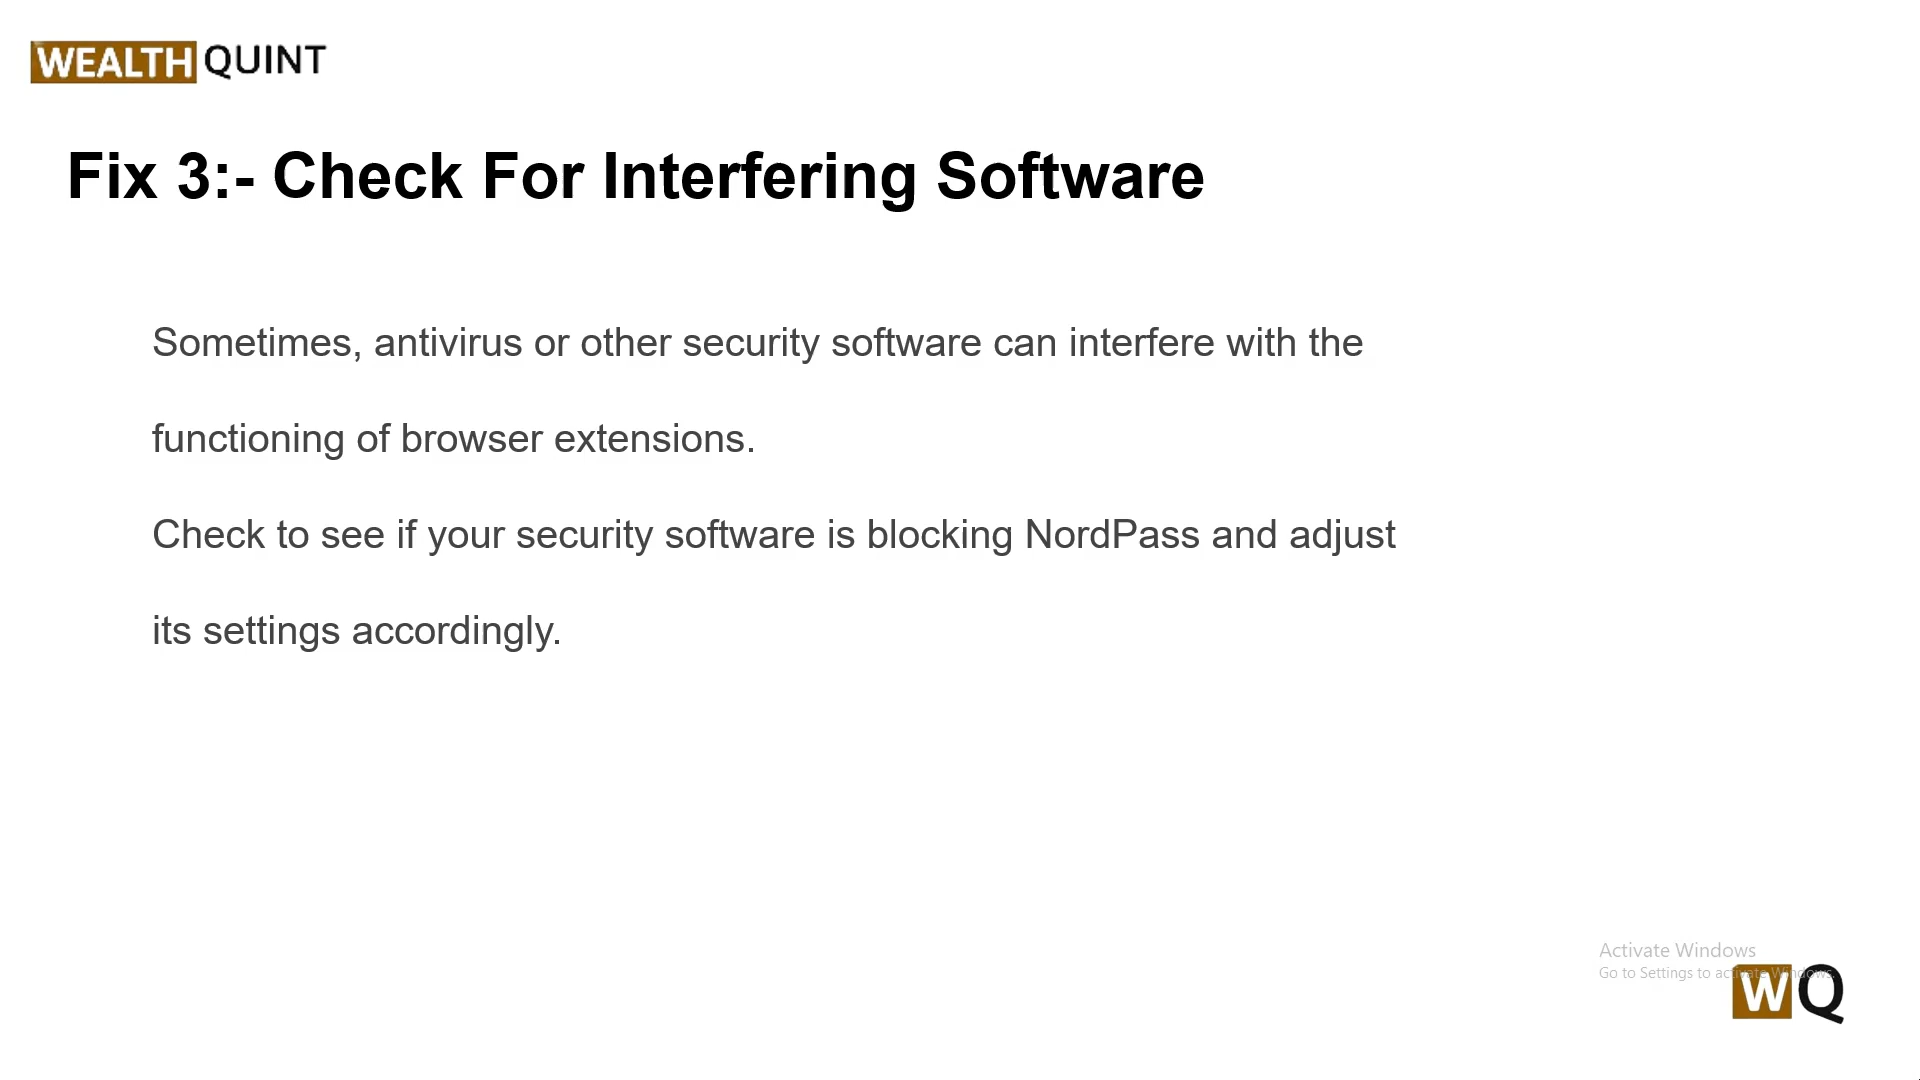 WEALTH QUINT
Fix 3:- Check For Interfering Software
Sometimes, antivirus or other security software can interfere with the
functioning of browser extensions.
Check to see if your security software is blocking NordPass and adjust
its settings accordingly.
Activate Windows
Go to Settings to activate Windows.
WQ